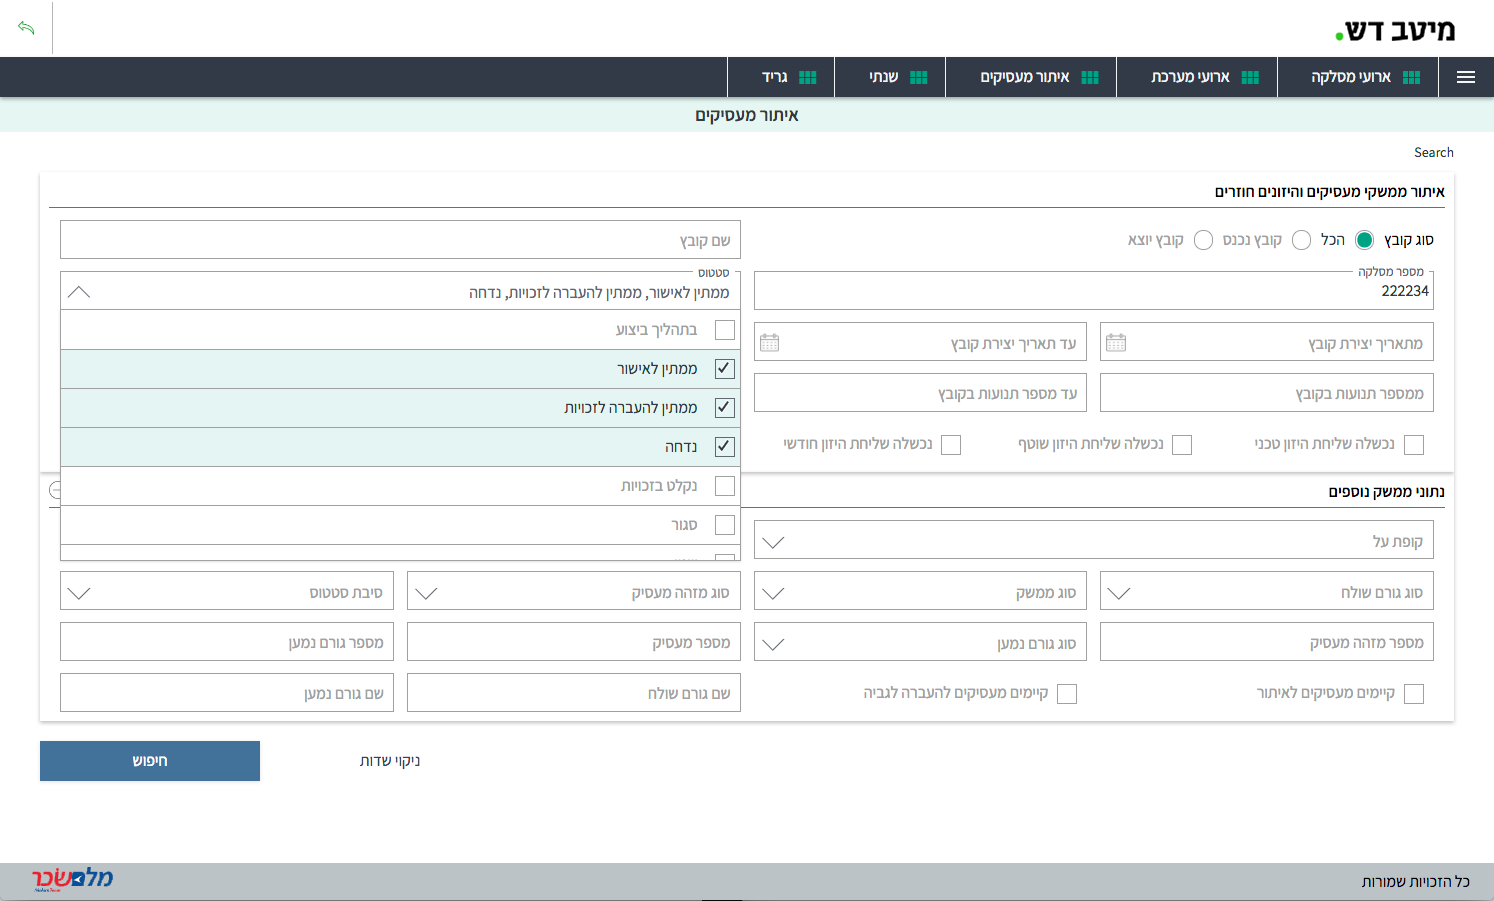 מיטב דש.
ארועי מסלקה ארועי מערכת איתור מעסיקים שנתי גריד
איתור מעסיקים
Search
איתור ממשקי מעסיקים והיזונים חוזרים
סוג קובץ הכל קובץ נכנס קובץ יוצא
שם קובץ
מספר מסלקה
222234
סטטוס
ממתין לאישור, ממתין להעברה לזכויות, נדחה
בתהליך ביצוע
ממתין לאישור
ממתין להעברה לזכויות
נדחה
נקלט בזכויות
סגור
מתאריך יצירת קובץ עד תאריך יצירת קובץ
ממספר תנועות בקובץ עד מספר תנועות בקובץ
נכשלה שליחת היזון טכני נכשלה שליחת היזון שוטף נכשלה שליחת היזון חודשי
נתוני ממשק נוספים
קופת על
סוג גורם שולח סוג ממשק סוג מזהה מעסיק סיבת סטטוס
מספר מזהה מעסיק סוג גורם נמען מספר מעסיק מספר גורם נמען
קיימים מעסיקים לאיתור קיימים מעסיקים להעברה לגביה שם גורם שולח שם גורם נמען
ניקוי שדות חיפוש
כל הזכויות שמורות מלם שכר